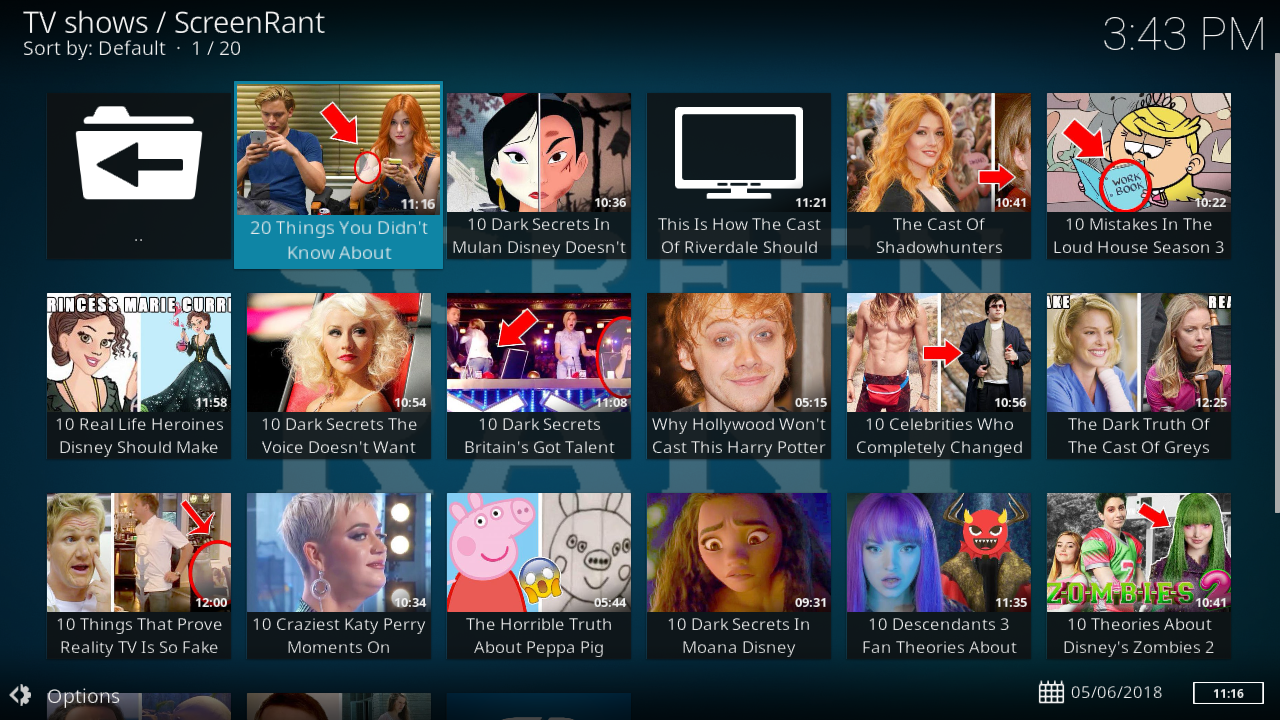 TV shows / ScreenRant
Sort by: Default · 1 / 20
3:43 PM
..
11:16
20 Things You Didn't
Know About
10:36
10 Dark Secrets In
Mulan Disney Doesn't
11:21
This Is How The Cast
Of Riverdale Should
10:41
The Cast Of
Shadowhunters
WORK
BOOK
10:22
10 Mistakes In The
Loud House Season 3
PRINCESS MARIE CURRI
11:58
10 Real Life Heroines
Disney Should Make
10:54
10 Dark Secrets The
Voice Doesn't Want
11:08
10 Dark Secrets
Britain's Got Talent
05:15
Why Hollywood Won't
Cast This Harry Potter
10:56
10 Celebrities Who
Completely Changed
AKE
REA
12:25
The Dark Truth Of
The Cast Of Greys
SCREEN
RANT
12:00
10 Things That Prove
Reality TV Is So Fake
10:34
10 Craziest Katy Perry
Moments On
05:44
The Horrible Truth
About Peppa Pig
09:31
10 Dark Secrets In
Moana Disney
11:35
10 Descendants 3
Fan Theories About
Z-O-M-B-I-E-S 2
10:41
10 Theories About
Disney's Zombies 2
Options
05/06/2018
11:16